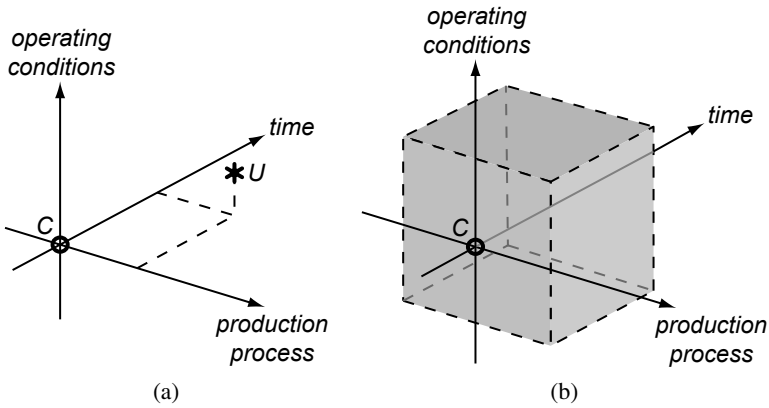 operating
conditions
time
U
C
production
process
(a)
operating
conditions
time
C
production
process
(b)